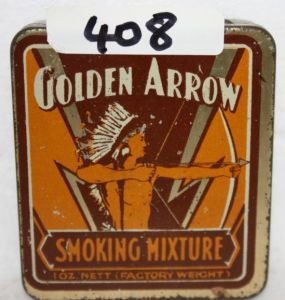 408
GOLDEN ARROW
SMOKING MIXTURE
1 OZ. NETT (FACTORY WEIGHT)